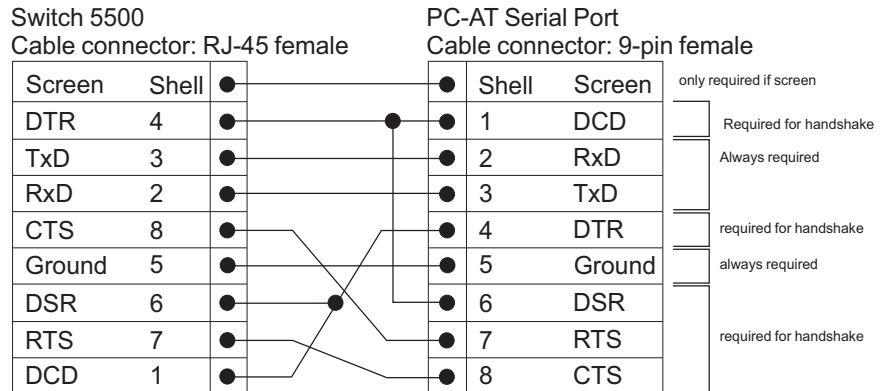 Switch 5500 PC-AT Serial Port
Cable connector: RJ-45 female Cable connector: 9-pin female
Screen Shell Shell Screen only required if screen
DTR 4 1 DCD Required for handshake
TxD 3 2 RxD Always required
RxD 2 3 TxD
CTS 8 4 DTR required for handshake
Ground 5 5 Ground always required
DSR 6 6 DSR
RTS 7 7 RTS required for handshake
DCD 1 8 CTS